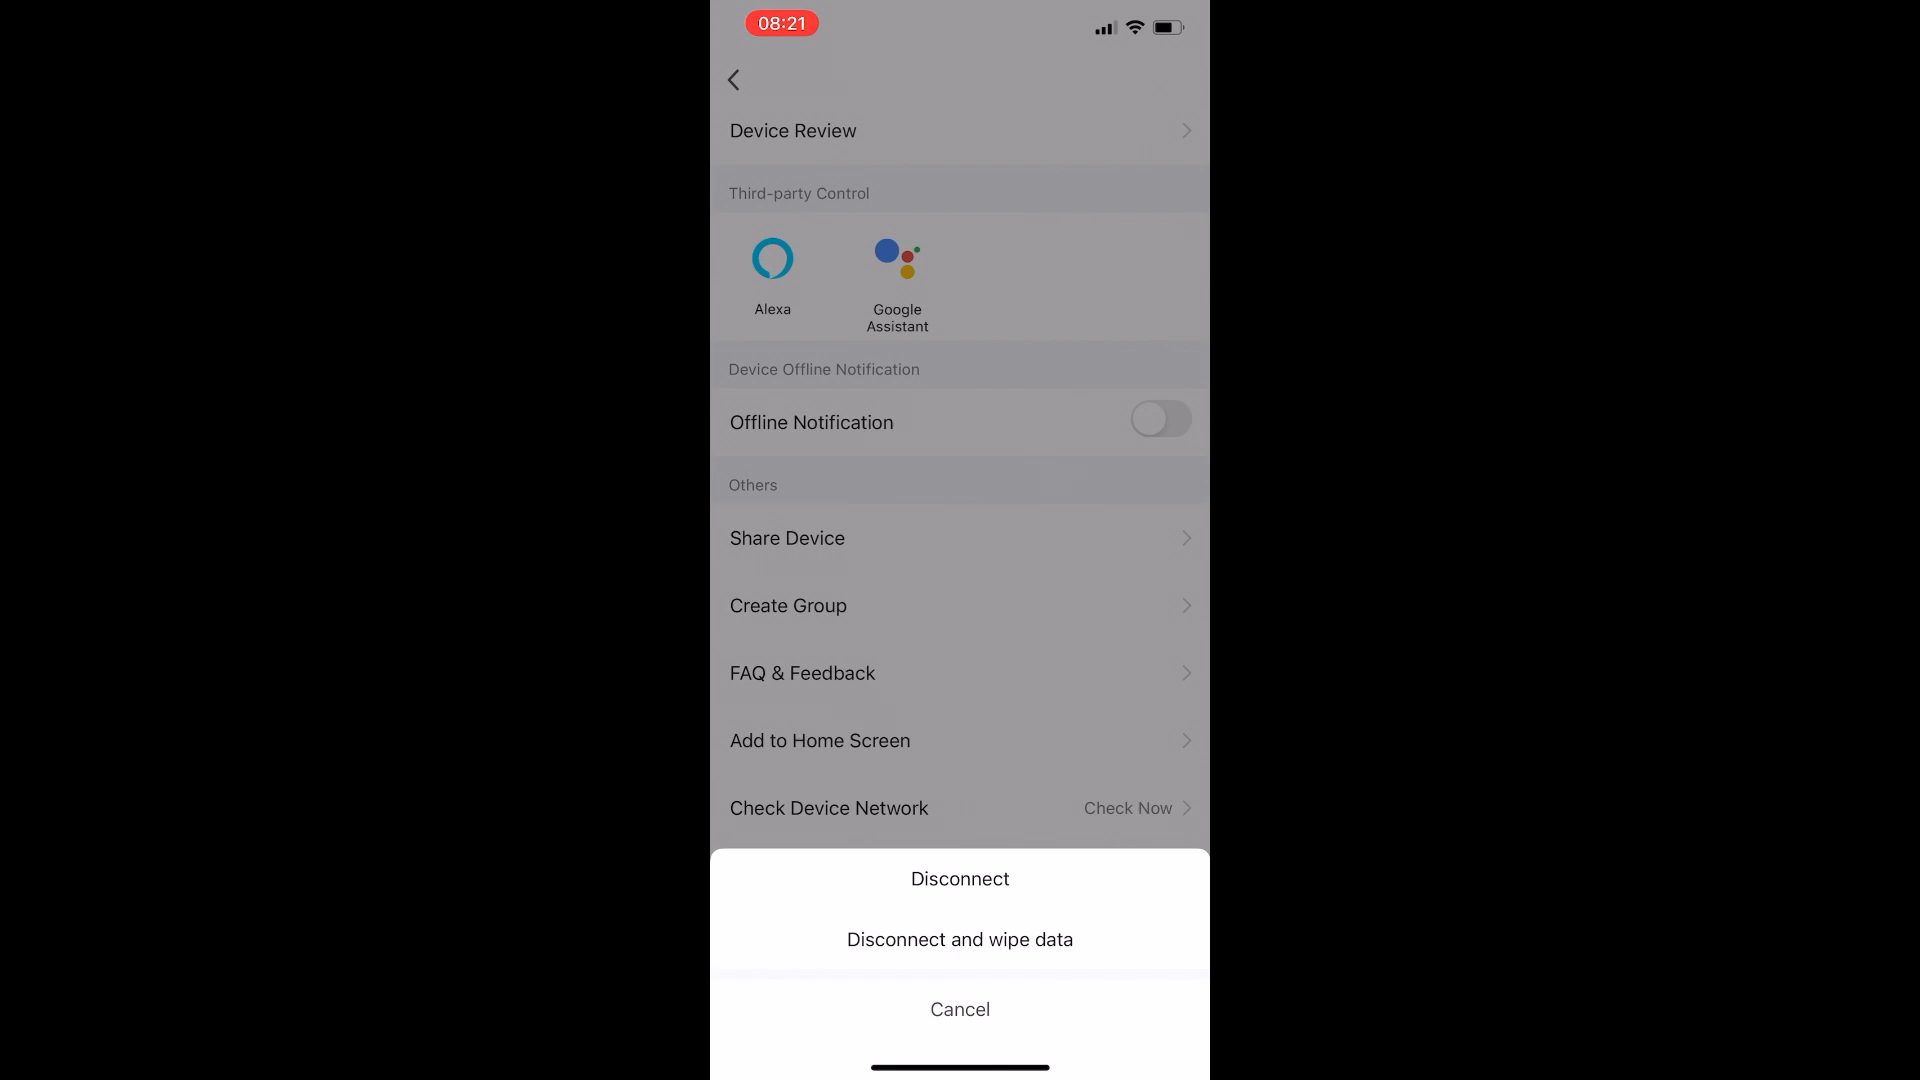 08:21
Device Review
Third-party Control
Alexa
Google
Assistant
Device Offline Notification
Offline Notification
Others
Share Device
Create Group
FAQ & Feedback
Add to Home Screen
Check Device Network
Check Now
Disconnect
Disconnect and wipe data
Cancel